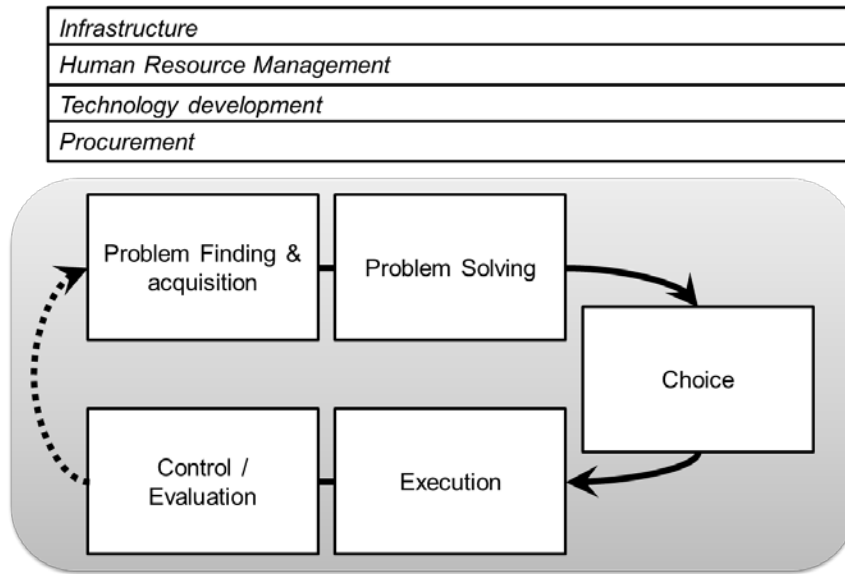 Infrastructure
Human Resource Management
Technology development
Procurement
Problem Finding &
acquisition
Problem Solving
Choice
Control /
Evaluation
Execution